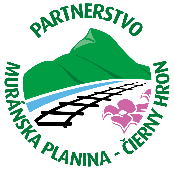 PARTNERSTVO
MURÁNSKA PLANINA - ČIERNY HRON